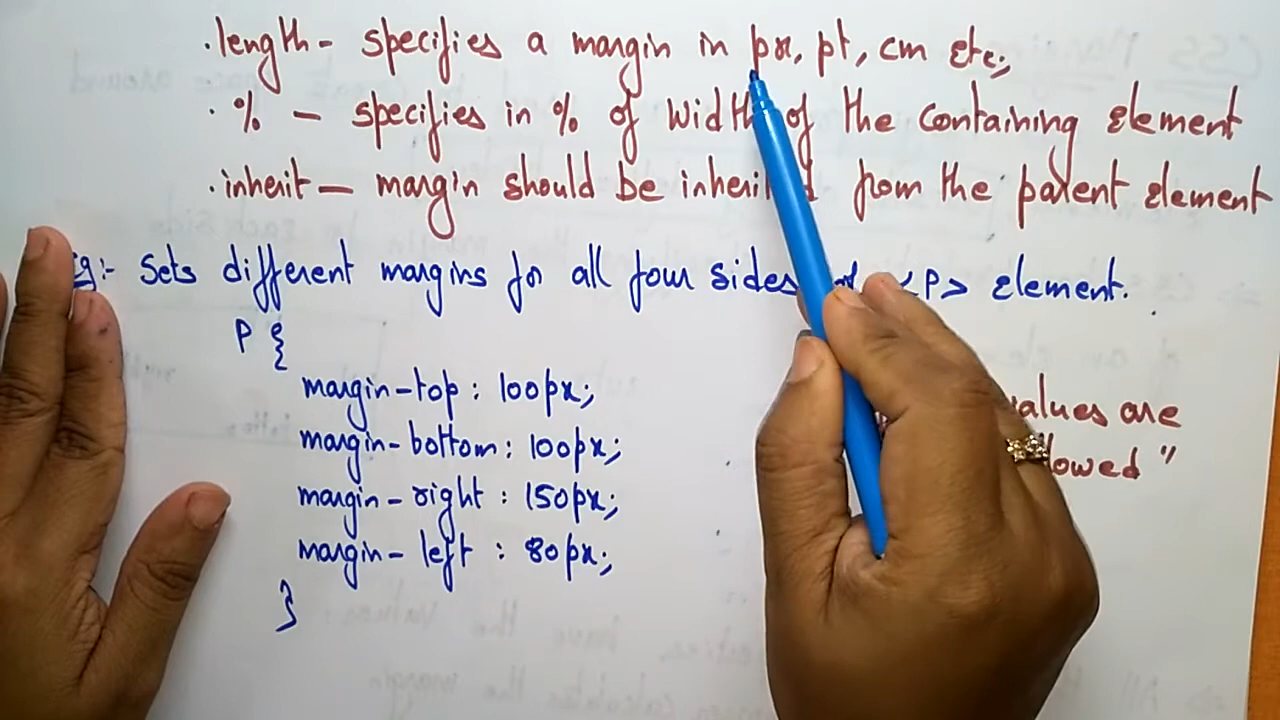 .length- specifies a margin in px, pt, cm etc;
. % - specifies in % of width of the containing element
.inherit- margin should be from the parent element
Eg:- Sets different margins for all four sides <P> element.
P {
margin-top : 100px;
margin-bottom : 100px;
values are
margin-right : 150px;
margin-left : 80px;
}